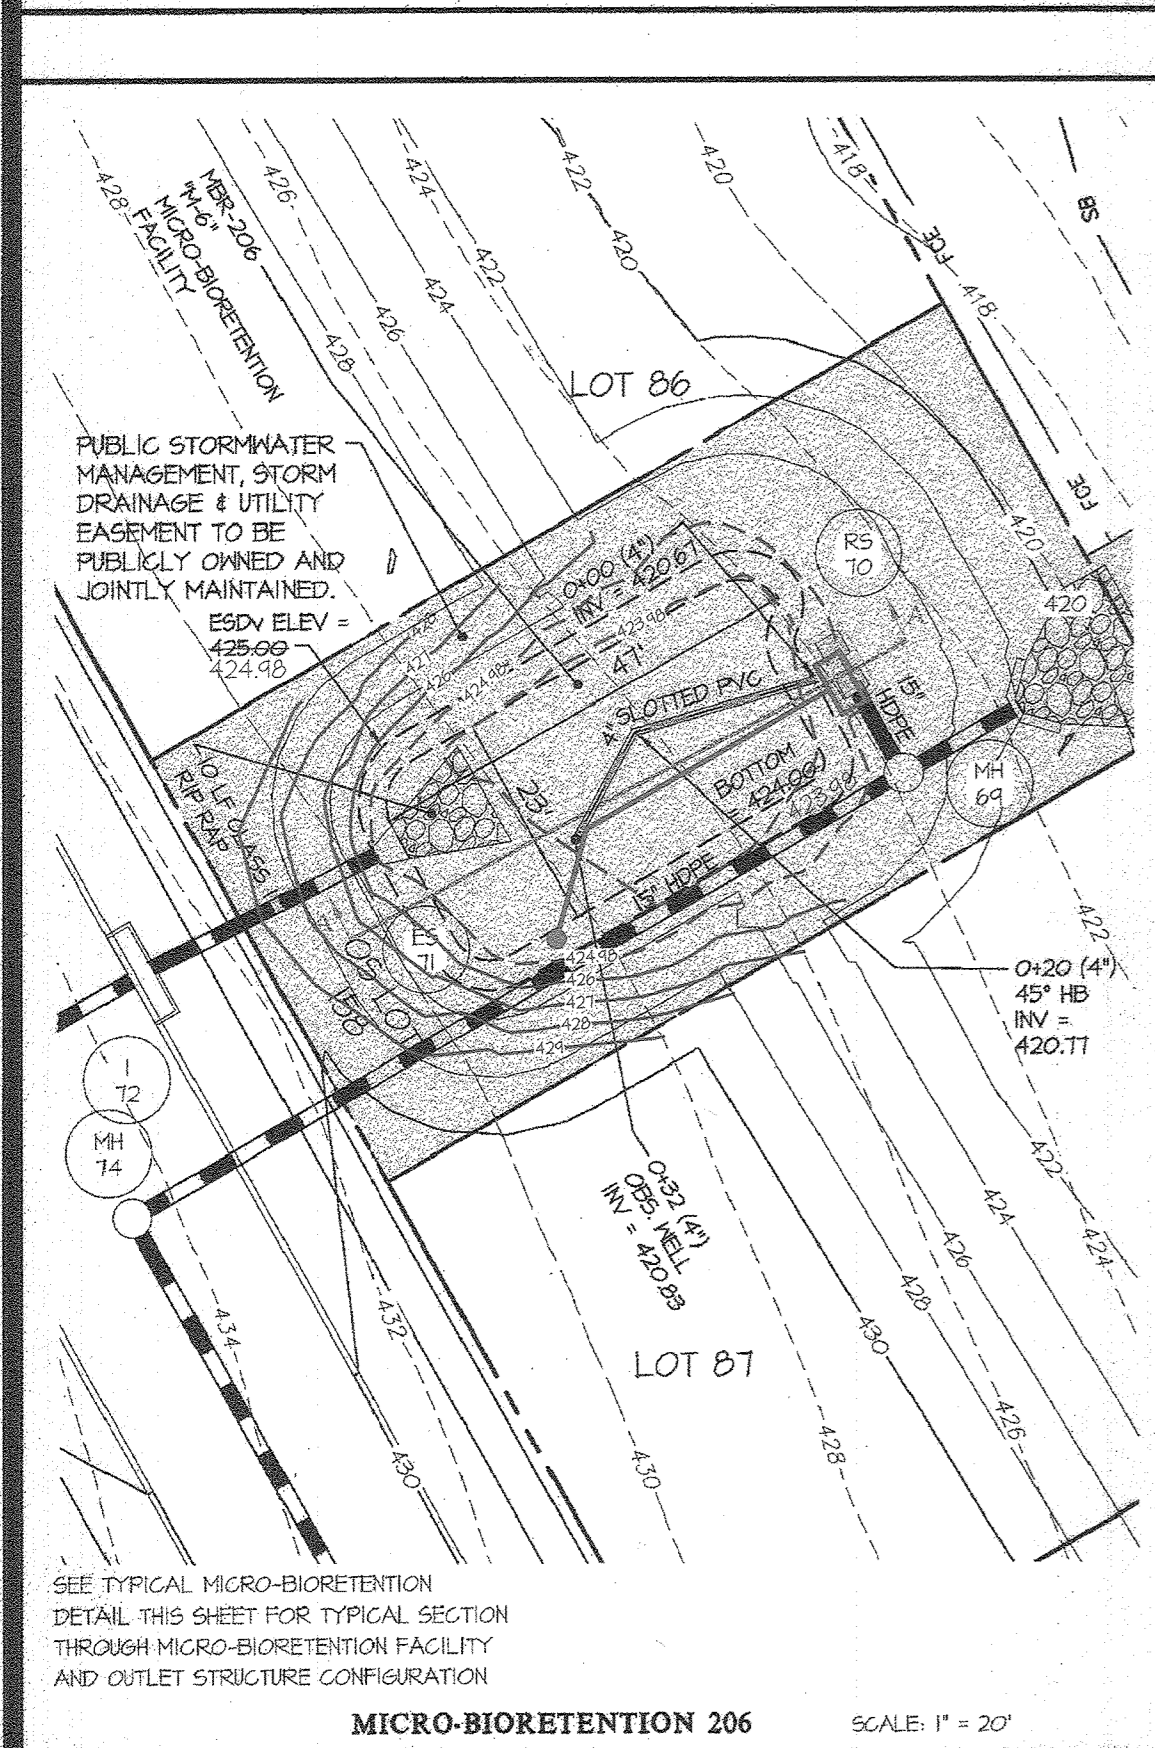 428
426
424
422
420
418
SB
FCE
MBR-206
"M-6"
MICRO-BIORETENTION
FACILITY
422
420
424
426
428
418
LOT 86
PUBLIC STORMWATER
MANAGEMENT, STORM
DRAINAGE & UTILITY
EASEMENT TO BE
PUBLICLY OWNED AND
JOINTLY MAINTAINED.
FCE
420
RS
70
420
0+00 (4")
INV = 420.67
ESDv ELEV =
425.00
424.98
427
426
424.98
423.98
47'
4" SLOTTED PVC
15"
HDPE
10 LF CLASS I
RIP RAP
23'
BOTTOM
= 424.00
423.98
MH
69
15" HDPE
ES
71
OS LOT
158
424.98
426
427
428
429
422
0+20 (4")
45° HB
INV =
420.77
I
72
MH
74
0+32 (4")
OBS. WELL
INV = 420.83
422
424
424
426
428
430
434
432
LOT 87
430
430
428
426
SEE TYPICAL MICRO-BIORETENTION
DETAIL THIS SHEET FOR TYPICAL SECTION
THROUGH MICRO-BIORETENTION FACILITY
AND OUTLET STRUCTURE CONFIGURATION
MICRO-BIORETENTION 206
SCALE: 1" = 20'